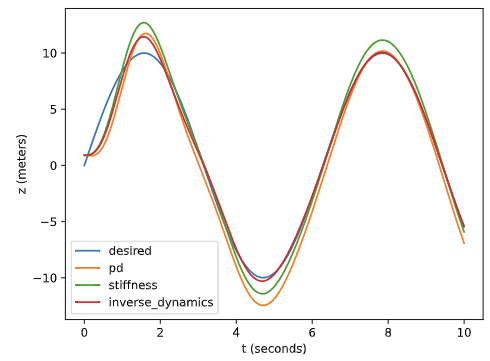 10
5
0
−5
−10
z (meters)
desired
pd
stiffness
inverse_dynamics
0 2 4 6 8 10
t (seconds)